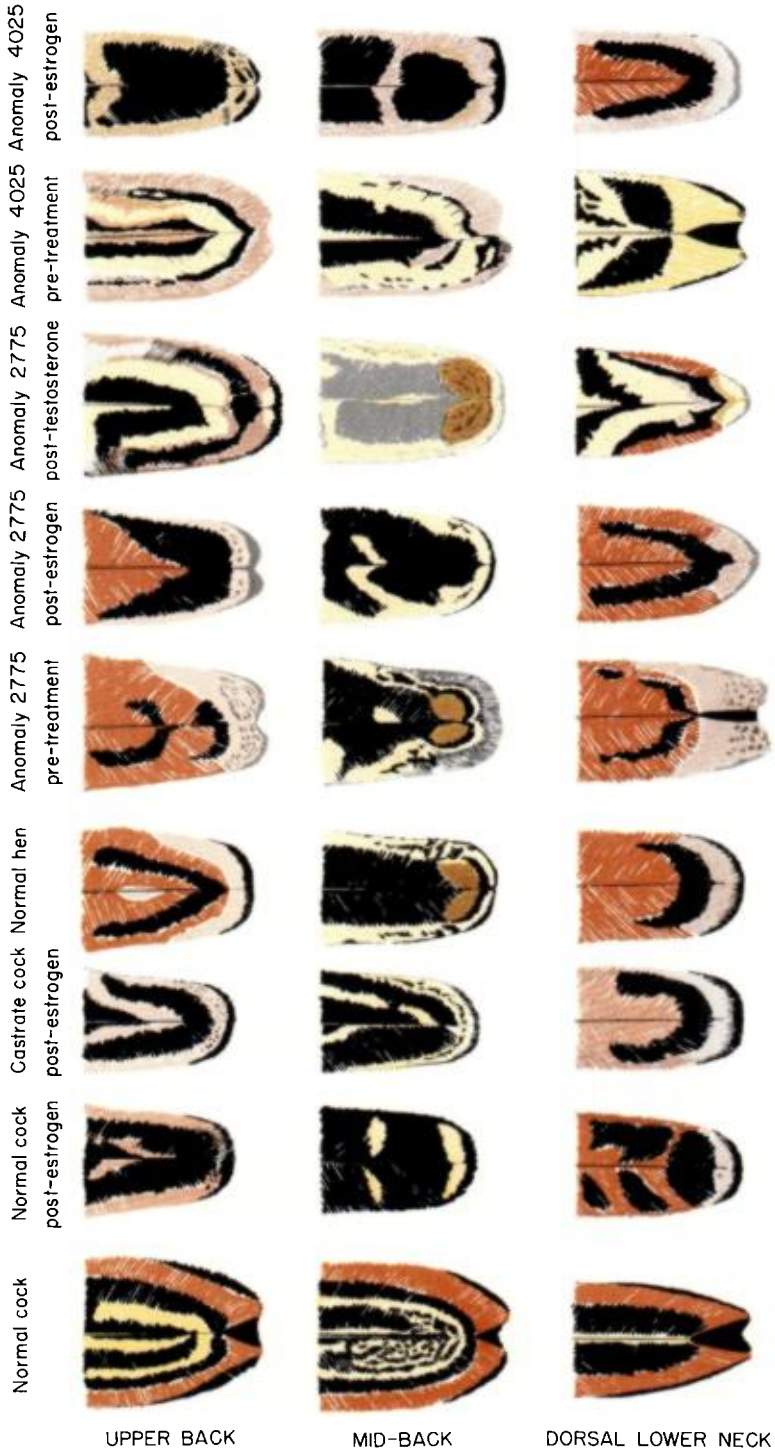 Anomaly 4025
post-estrogen
Anomaly 4025
pre-treatment
Anomaly 2775
post-testosterone
Anomaly 2775
post-estrogen
Anomaly 2775
pre-treatment
Normal hen
Castrate cock
post-estrogen
Normal cock
post-estrogen
Normal cock
UPPER BACK
MID-BACK
DORSAL LOWER NECK